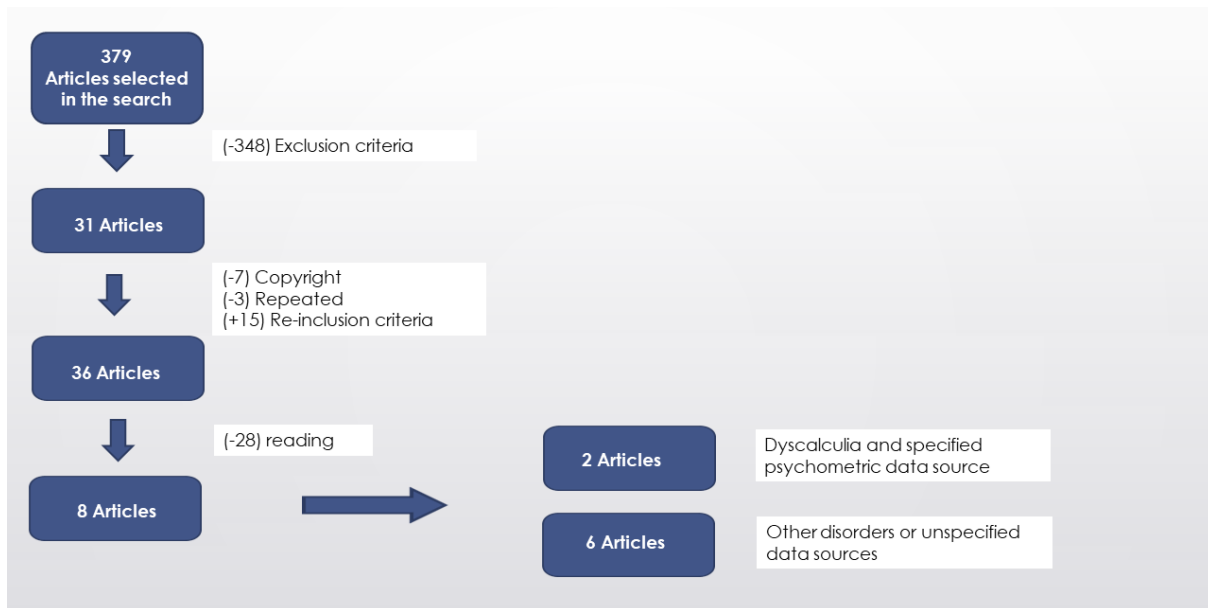 379
Articles selected
in the search
(-348) Exclusion criteria
31 Articles
(-7) Copyright
(-3) Repeated
(+15) Re-inclusion criteria
36 Articles
(-28) reading
8 Articles
2 Articles
Dyscalculia and specified
psychometric data source
6 Articles
Other disorders or unspecified
data sources